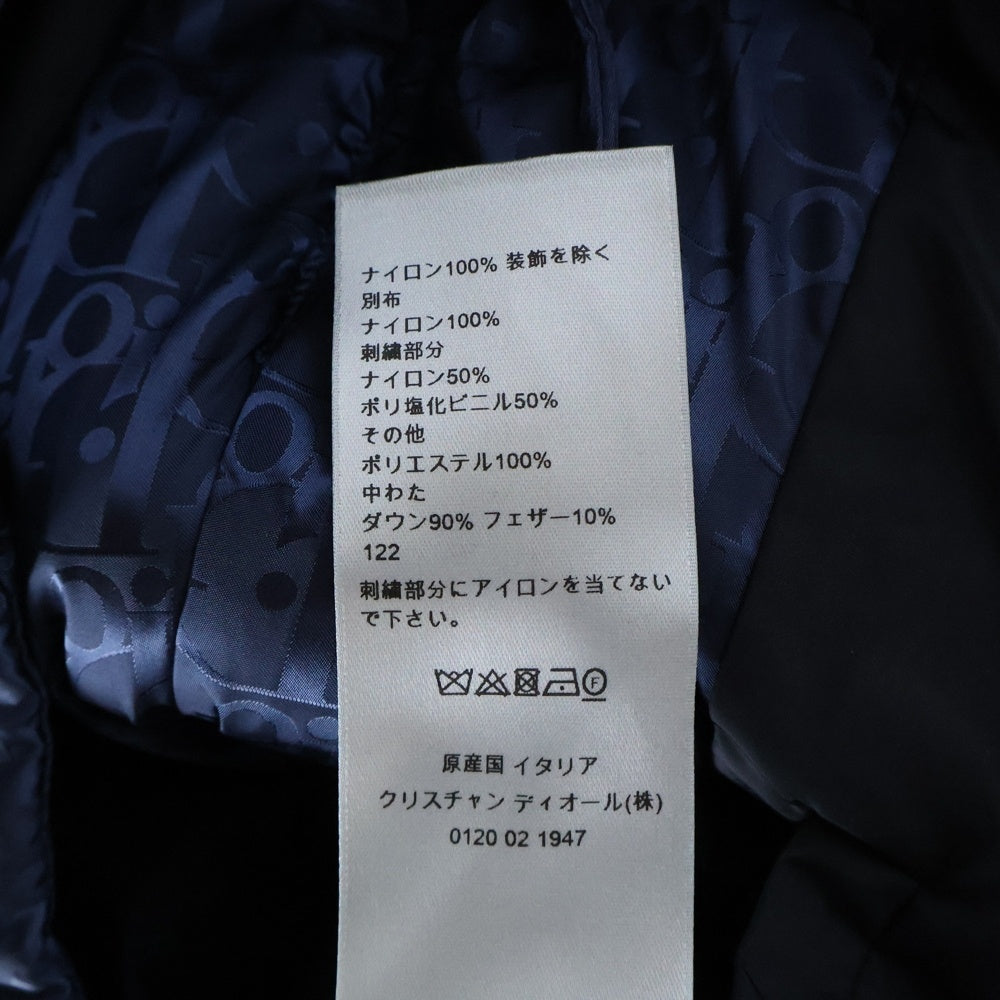 ナイロン100% 装飾を除く
別布
ナイロン100%
刺繍部分
ナイロン50%
ポリ塩化ビニル50%
その他
ポリエステル100%
中わた
ダウン90% フェザー10%
122
刺繍部分にアイロンを当てない
で下さい。
F
原産国 イタリア
クリスチャン ディオール(株)
0120 02 1947